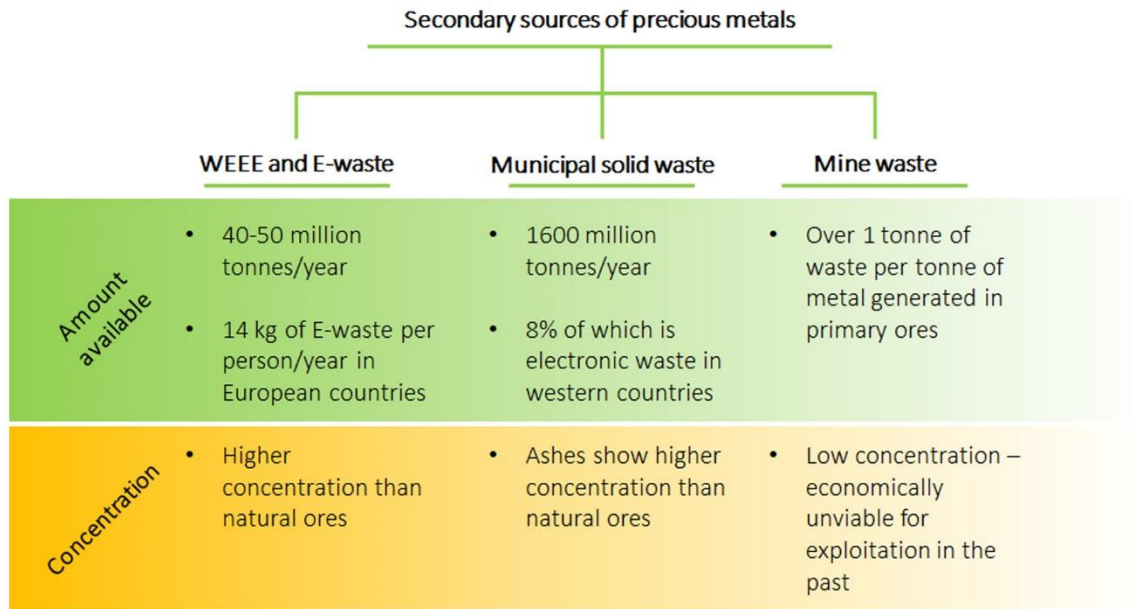 Secondary sources of precious metals
WEEE and E-waste
Municipal solid waste
Mine waste
Amount
available
• 40-50 million
tonnes/year
• 14 kg of E-waste per
person/year in
European countries
• 1600 million
tonnes/year
• 8% of which is
electronic waste in
western countries
• Over 1 tonne of
waste per tonne of
metal generated in
primary ores
Concentration
• Higher
concentration than
natural ores
• Ashes show higher
concentration than
natural ores
• Low concentration –
economically
unviable for
exploitation in the
past